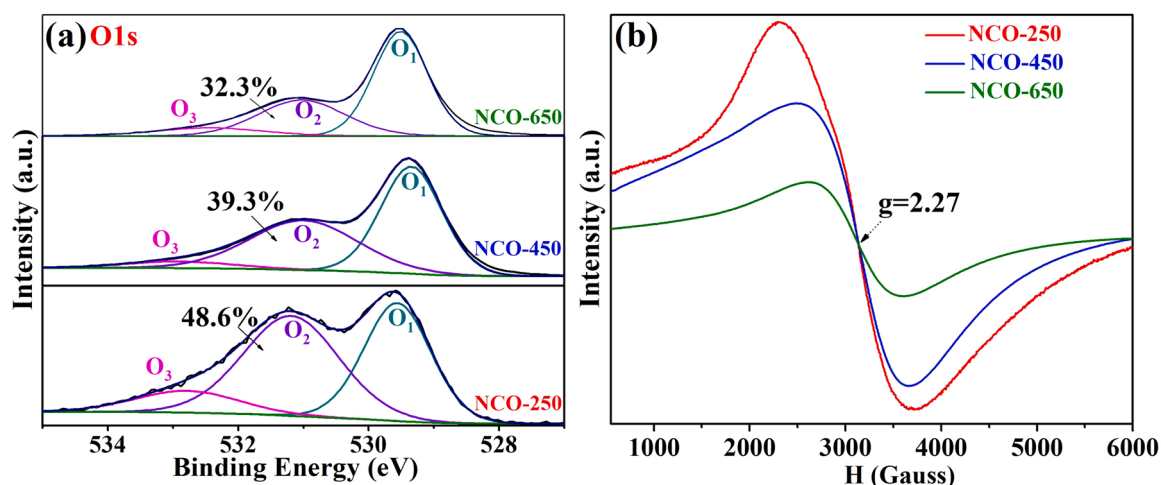 (a) O1s
32.3%
O3
O2
O1
NCO-650
39.3%
O3
O2
O1
NCO-450
48.6%
O3
O2
O1
NCO-250
534 531 529 528
Binding Energy (eV)
Intensity (a.u.)
(b)
NCO-250
NCO-450
NCO-650
g=2.27
1000 2000 3000 4000 5000 6000
H (Gauss)
Intensity (a.u.)